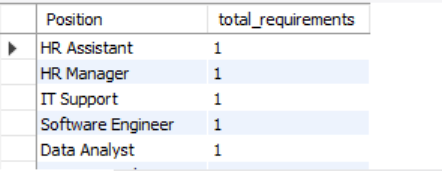 Position total_requirements
HR Assistant 1
HR Manager 1
IT Support 1
Software Engineer 1
Data Analyst 1